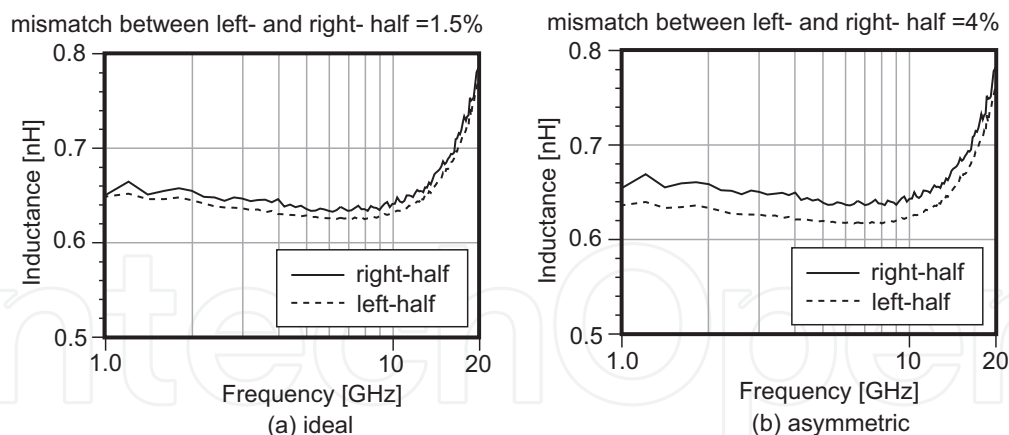 mismatch between left- and right- half =1.5%
0.8
0.7
0.6
0.5
Inductance [nH]
right-half
left-half
1.0
10
20
Frequency [GHz]
(a) ideal
mismatch between left- and right- half =4%
0.8
0.7
0.6
0.5
Inductance [nH]
right-half
left-half
1.0
10
20
Frequency [GHz]
(b) asymmetric